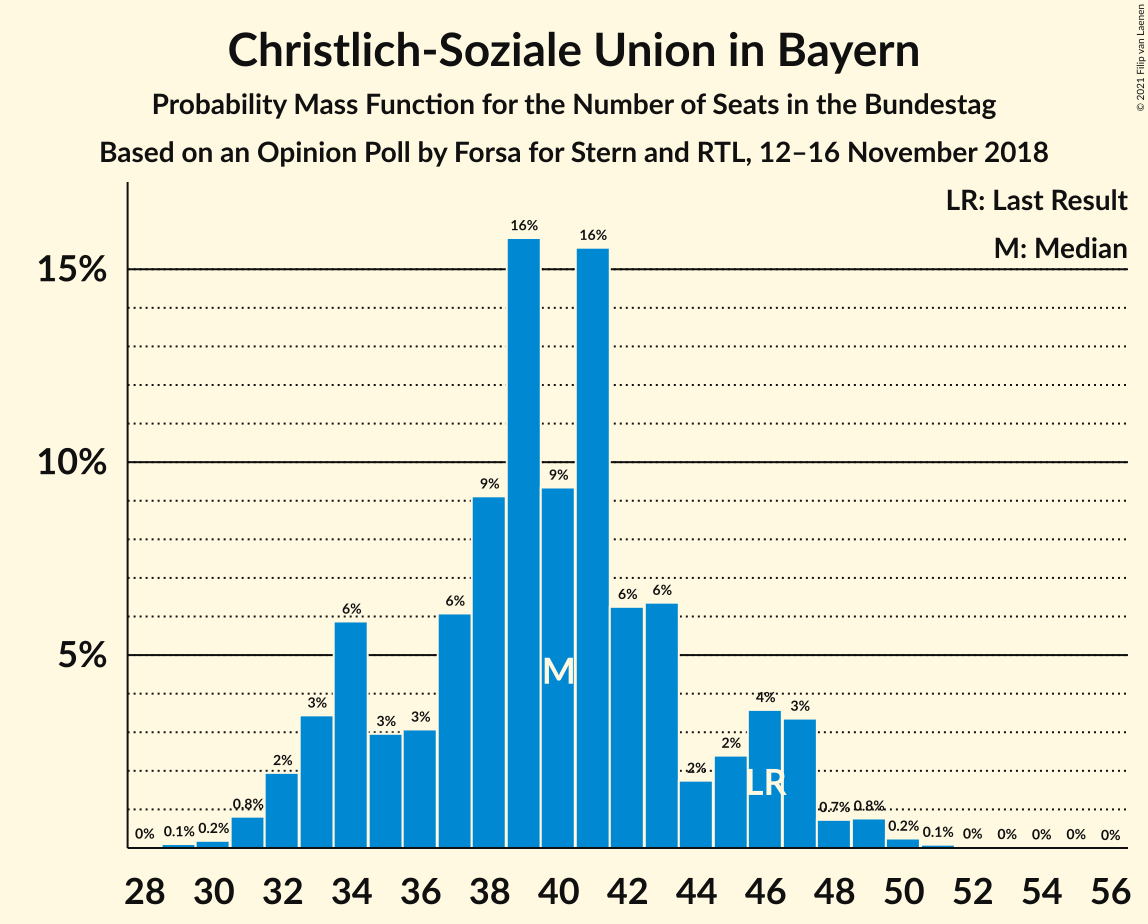 Christlich-Soziale Union in Bayern
Probability Mass Function for the Number of Seats in the Bundestag
Based on an Opinion Poll by Forsa for Stern and RTL, 12–16 November 2018
© 2021 Filip van Laenen
LR: Last Result
M: Median
15%
10%
5%
0% 0.1% 0.2% 0.8% 2% 3% 6% 3% 3% 6% 9% 16% 9% 16% 6% 6% 2% 2% 4% 3% 0.7% 0.8% 0.2% 0.1% 0% 0% 0% 0% 0%
M
LR
28 30 32 34 36 38 40 42 44 46 48 50 52 54 56